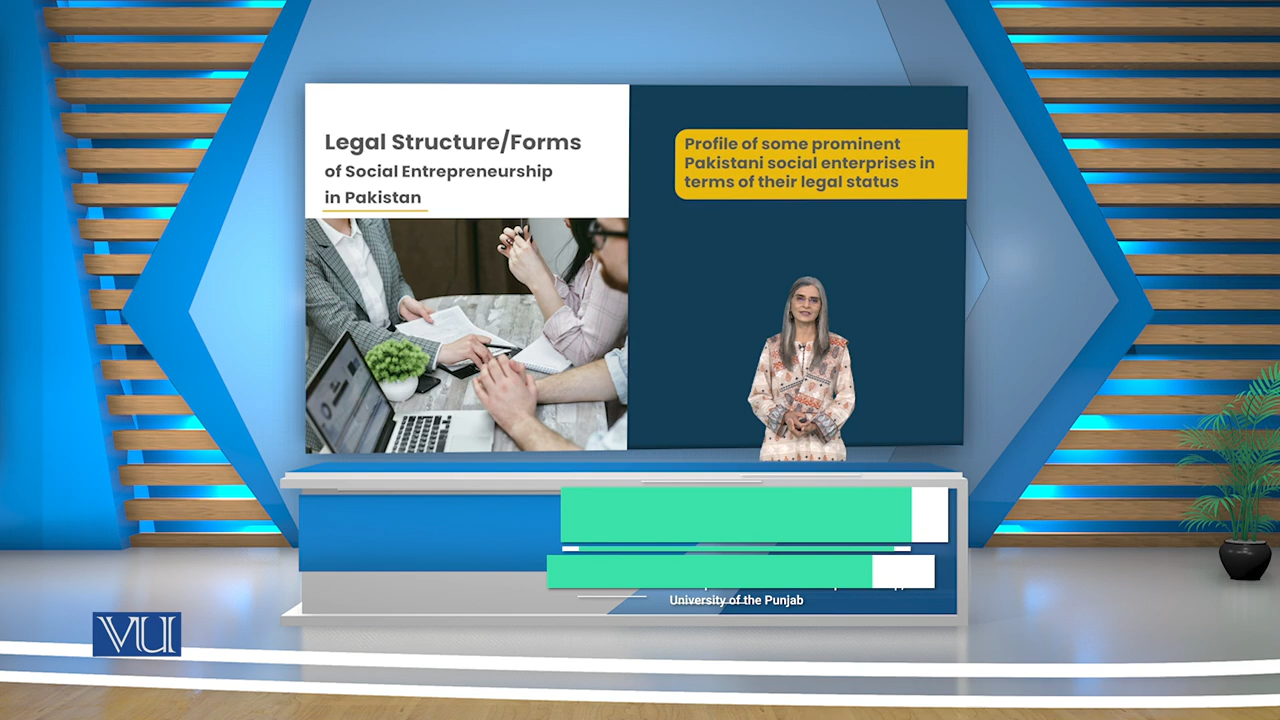 Legal Structure/Forms
of Social Entrepreneurship
in Pakistan
Profile of some prominent
Pakistani social enterprises in
terms of their legal status
University of the Punjab
VU